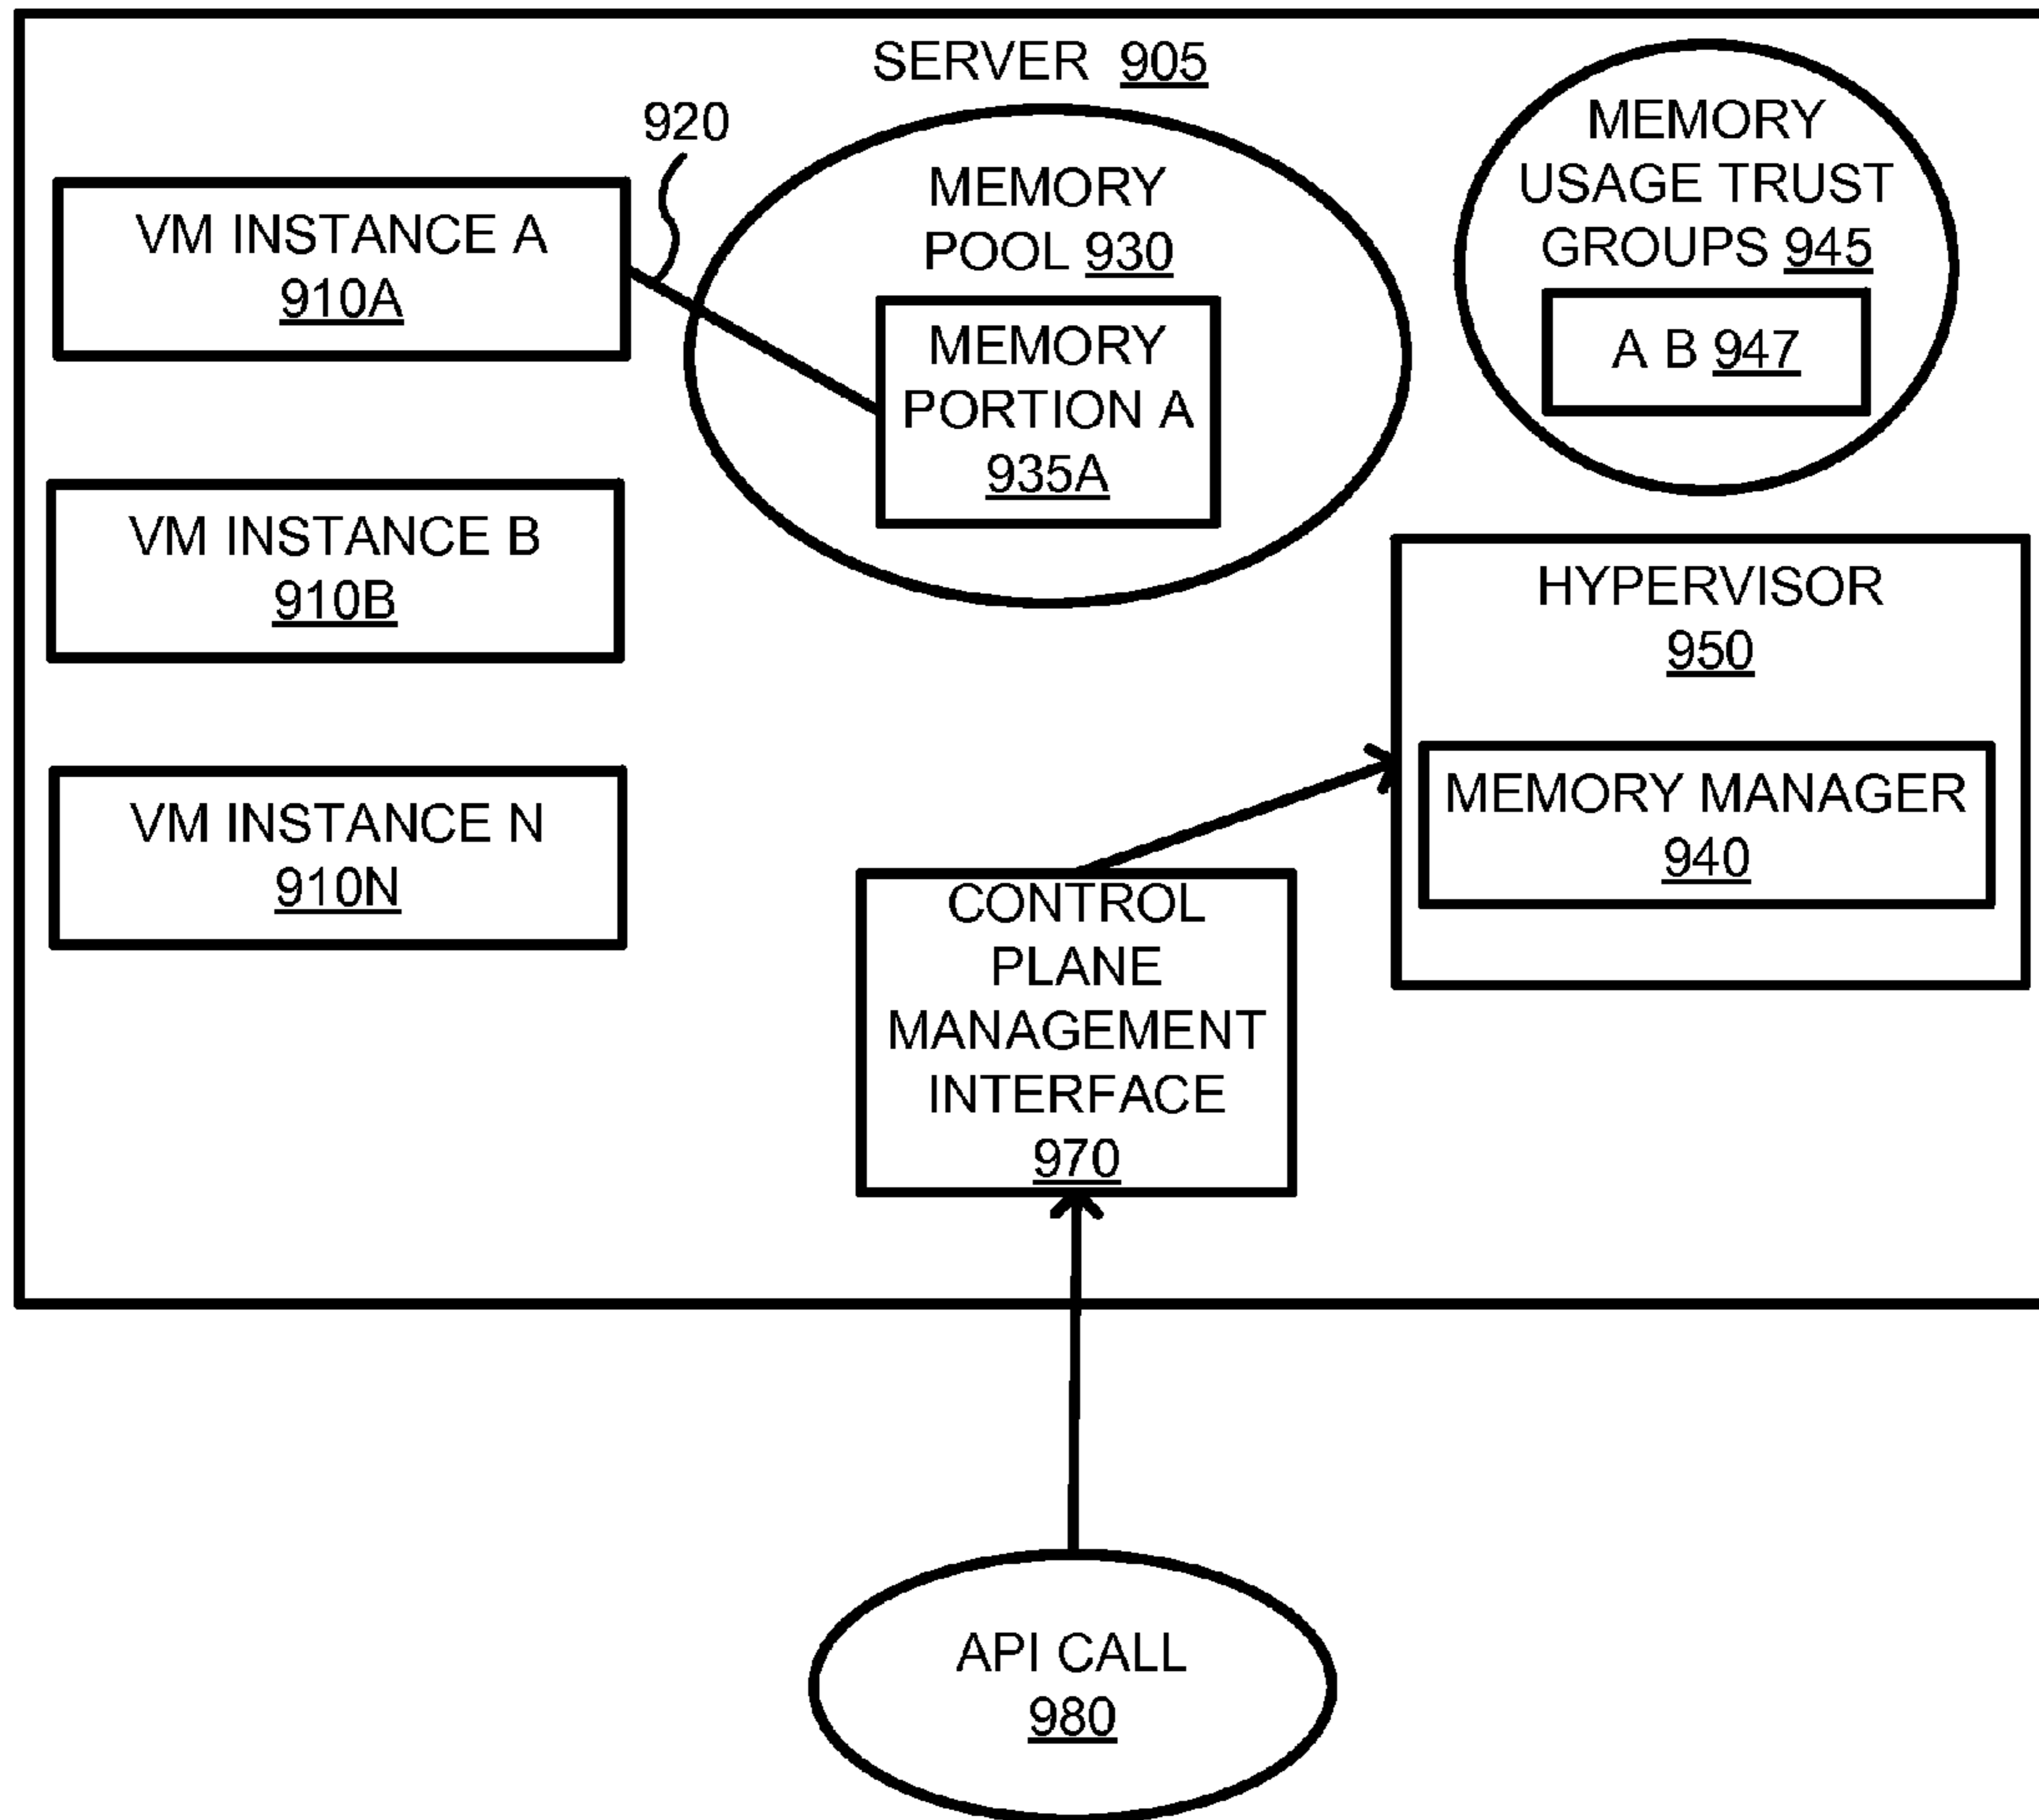 SERVER 905
920
VM INSTANCE A
910A
VM INSTANCE B
910B
VM INSTANCE N
910N
MEMORY
POOL 930
MEMORY
PORTION A
935A
MEMORY
USAGE TRUST
GROUPS 945
A B 947
HYPERVISOR
950
MEMORY MANAGER
940
CONTROL
PLANE
MANAGEMENT
INTERFACE
970
API CALL
980